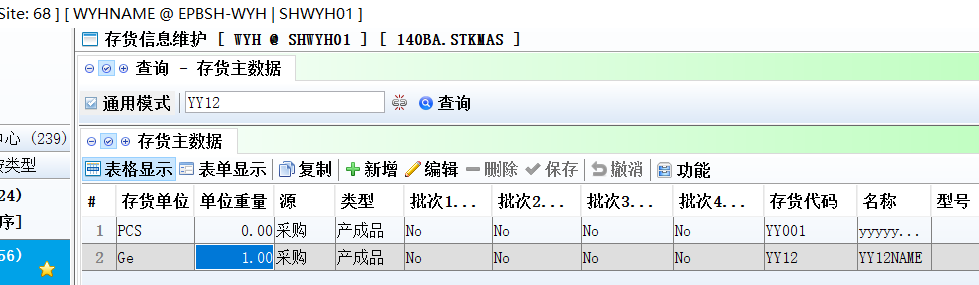 Site: 68 ] [ WYHNAME @ EPBSH-WYH | SHWYH01 ]
存货信息维护 [ WYH @ SHWYH01 ] [ 140BA.STKMAS ]
查询 - 存货主数据
通用模式 YY12 查询
中心 (239)
存货主数据
按类型
表格显示 表单显示 复制 新增 编辑 删除 保存 撤消 功能
24)
# 存货单位 单位重量 源 类型 批次1... 批次2... 批次3... 批次4... 存货代码 名称 型号
序]
1 PCS 0.00 采购 产成品 No No No No YY001 yyyyy...
56)
2 Ge 1.00 采购 产成品 No No No No YY12 YY12NAME